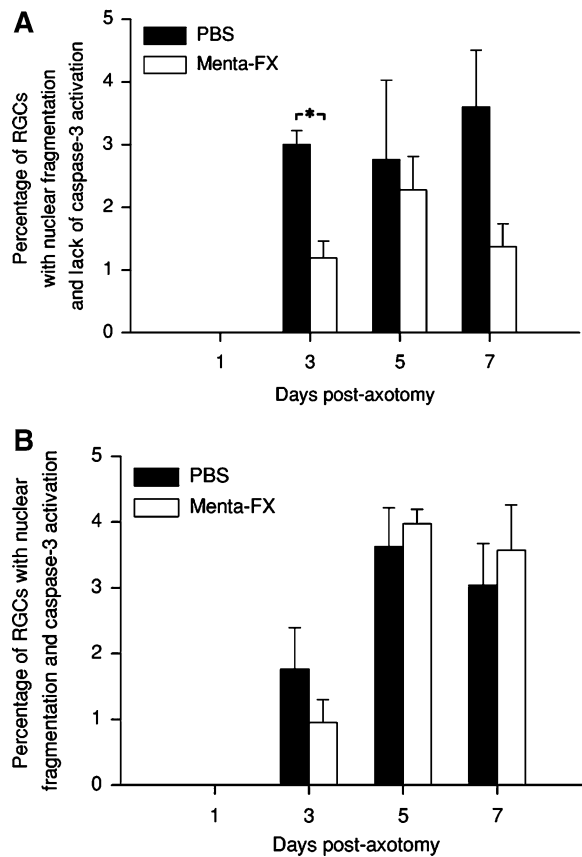 A
PBS
Menta-FX
Percentage of RGCs
with nuclear fragmentation
and lack of caspase-3 activation
5
4
3
2
1
0
*
1 3 5 7
Days post-axotomy
B
PBS
Menta-FX
Percentage of RGCs with nuclear
fragmentation and caspase-3 activation
5
4
3
2
1
0
1 3 5 7
Days post-axotomy